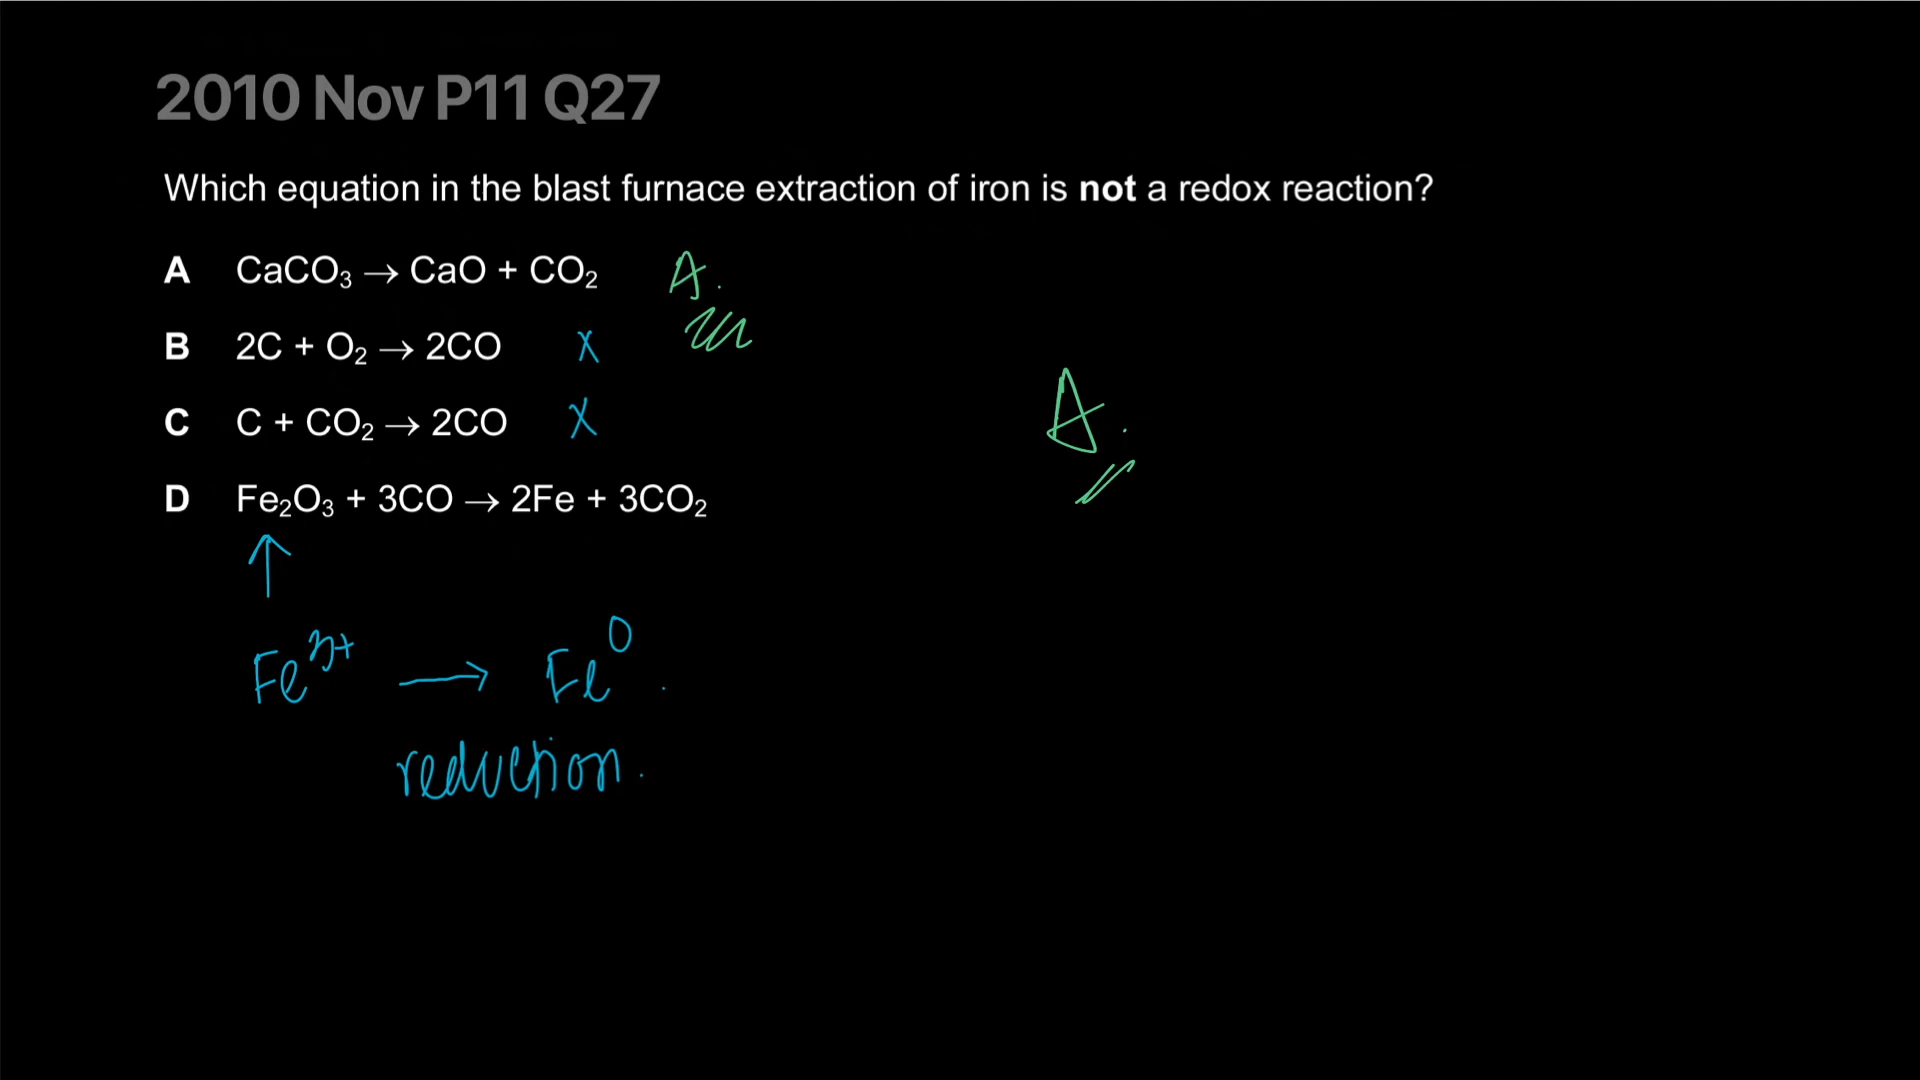 2010 Nov P11 Q27
Which equation in the blast furnace extraction of iron is not a redox reaction?
A CaCO₃ → CaO + CO₂ A.
B 2C + O₂ → 2CO X
C C + CO₂ → 2CO X
A.
D Fe₂O₃ + 3CO → 2Fe + 3CO₂
↑
Fe³⁺ → Fe⁰.
reduction.